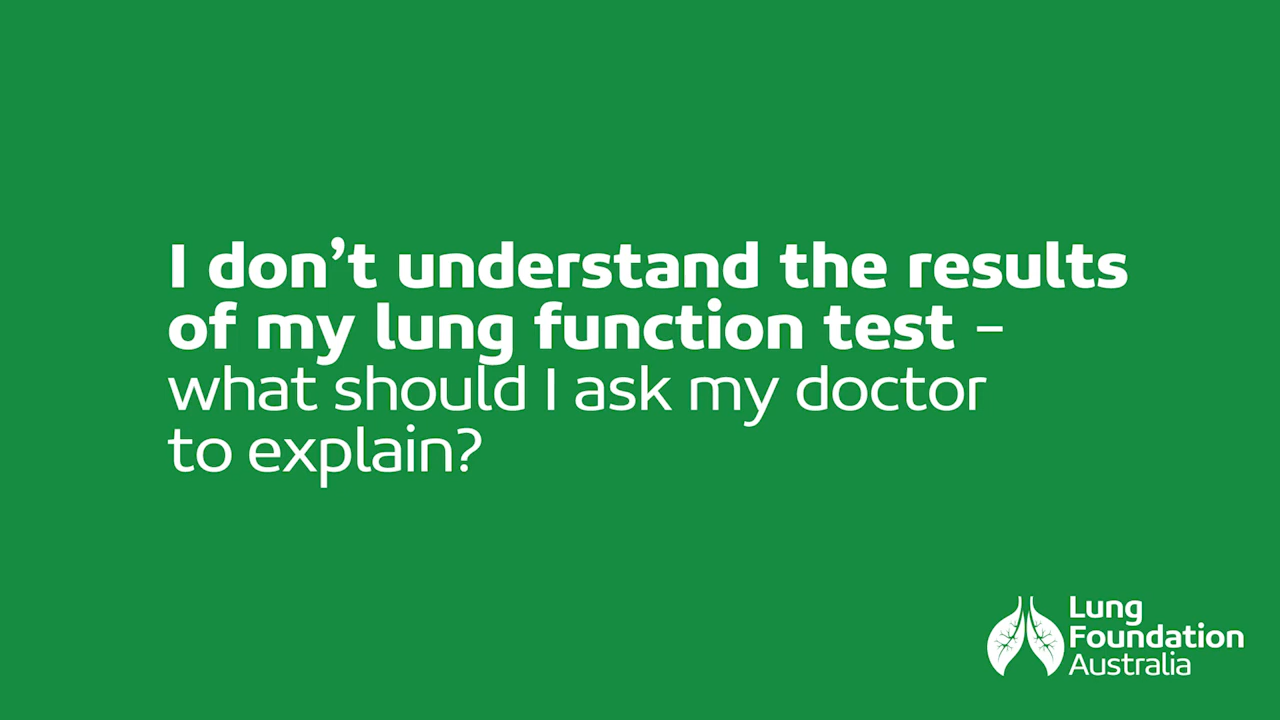 I don’t understand the results
of my lung function test –
what should I ask my doctor
to explain?
Lung
Foundation
Australia